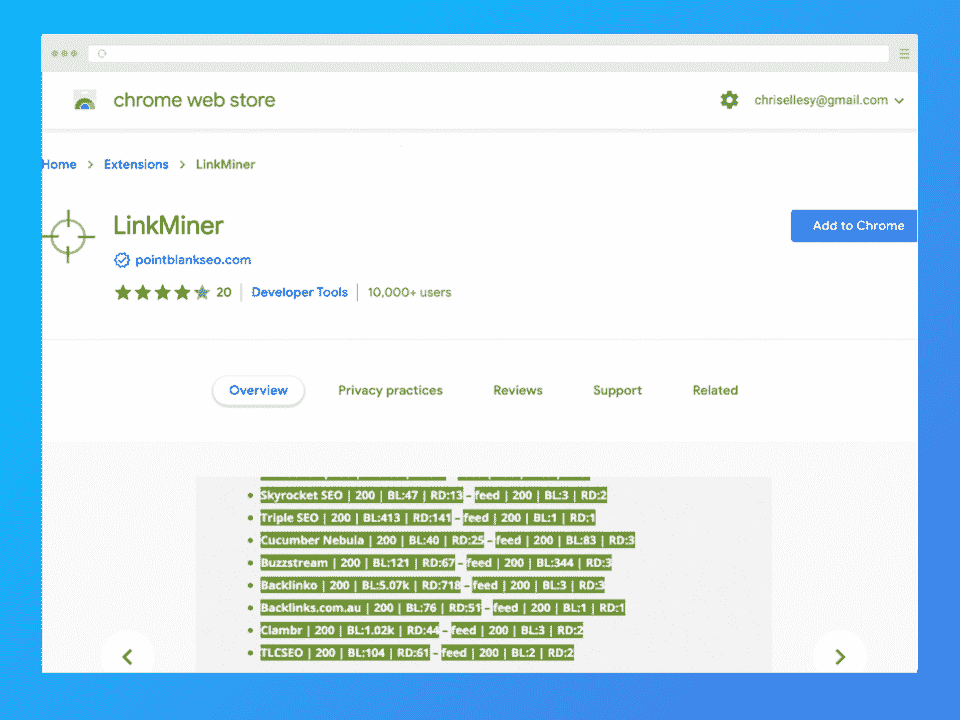 chrome web store
chrisellesy@gmail.com
Home > Extensions > LinkMiner
LinkMiner
Add to Chrome
pointblankseo.com
20 | Developer Tools | 10,000+ users
Overview Privacy practices Reviews Support Related
• Skyrocket SEO | 200 | BL:47 | RD:13 – feed | 200 | BL:3 | RD:2
• Triple SEO | 200 | BL:413 | RD:141 – feed | 200 | BL:1 | RD:1
• Cucumber Nebula | 200 | BL:40 | RD:25 – feed | 200 | BL:83 | RD:3
• Buzzstream | 200 | BL:121 | RD:67 – feed | 200 | BL:344 | RD:3
• Backlinko | 200 | BL:5.07k | RD:718 – feed | 200 | BL:3 | RD:3
• Backlinks.com.au | 200 | BL:76 | RD:51 – feed | 200 | BL:1 | RD:1
• Clambr | 200 | BL:1.02k | RD:44 – feed | 200 | BL:3 | RD:2
• TLCSEO | 200 | BL:104 | RD:61 – feed | 200 | BL:2 | RD:2